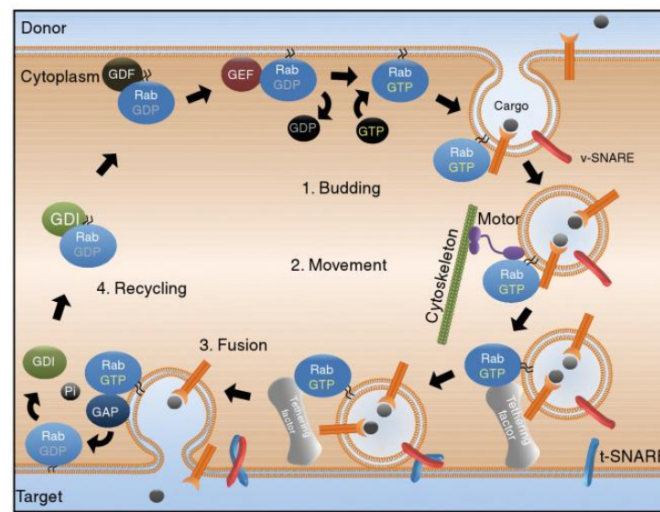 Donor
Cytoplasm
GDF
Rab
GDP
GEF
Rab
GDP
Rab
GTP
GDP
GTP
Cargo
Rab
GTP
v-SNARE
1. Budding
GDI
Rab
GDP
Motor
Cytoskeleton
Rab
GTP
2. Movement
4. Recycling
3. Fusion
GDI
Pi
Rab
GTP
GAP
Rab
GDP
Rab
GTP
Tethering
factor
Rab
GTP
Tethering
factor
t-SNARE
Target